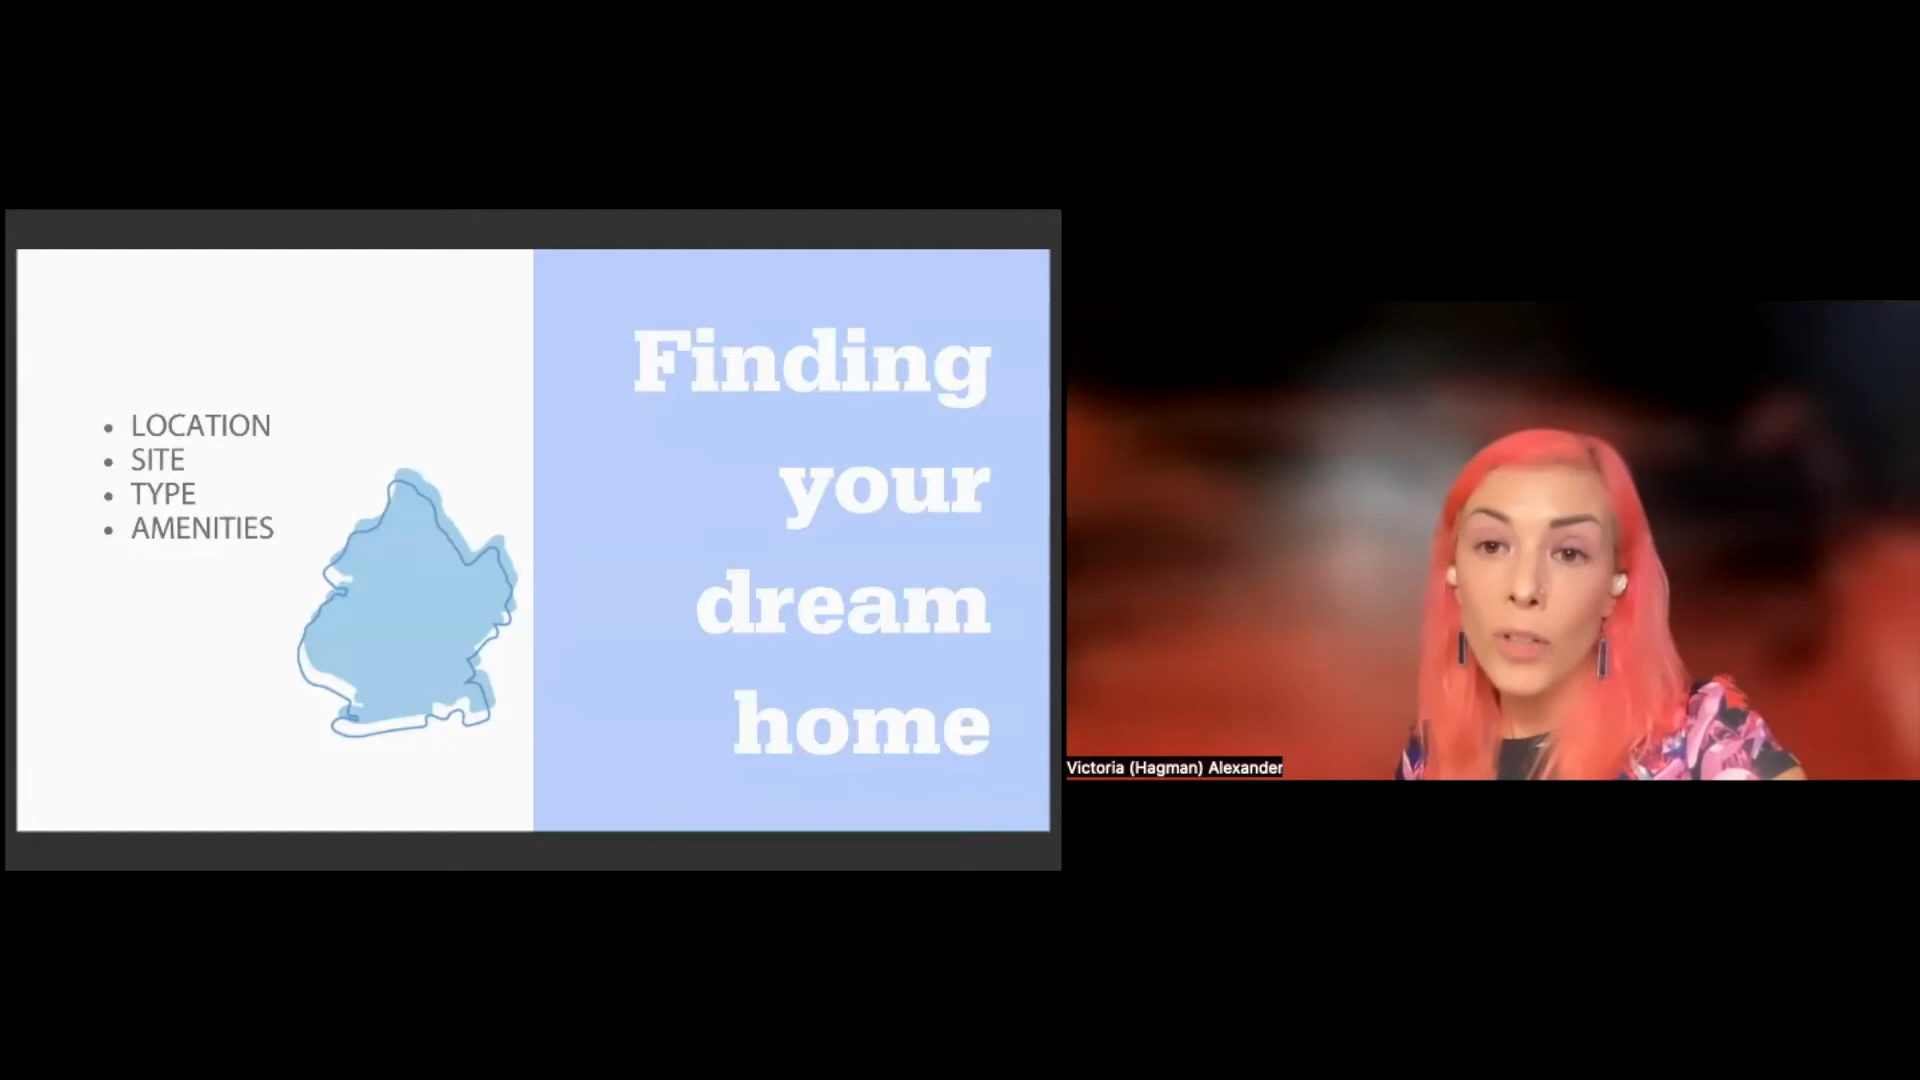 LOCATION
SITE
TYPE
AMENITIES
Finding
your
dream
home
Victoria (Hagman) Alexander